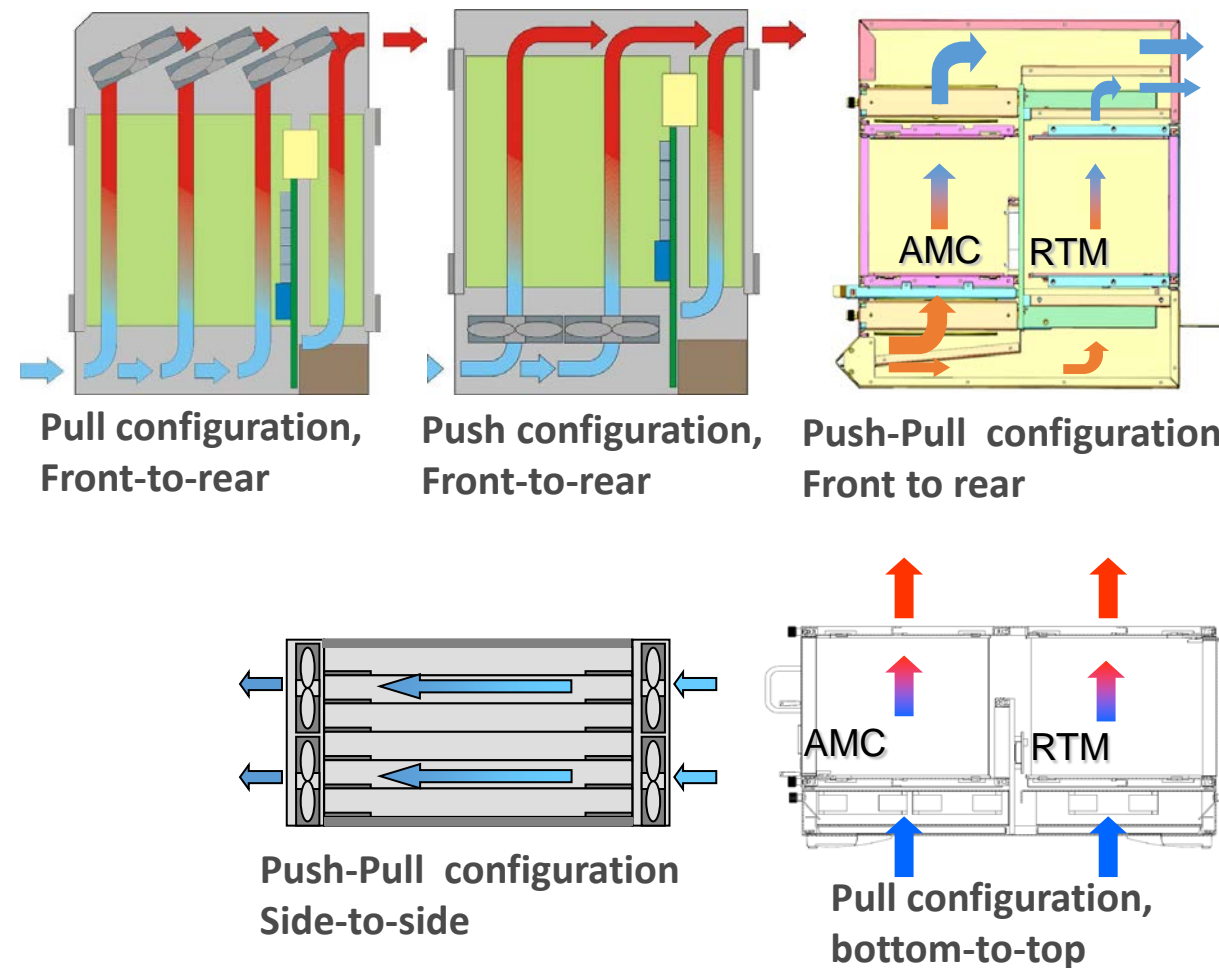 AMC
RTM
Pull configuration,
Front-to-rear
Push configuration,
Front-to-rear
Push-Pull configuration
Front to rear
AMC
RTM
Push-Pull configuration
Side-to-side
Pull configuration,
bottom-to-top